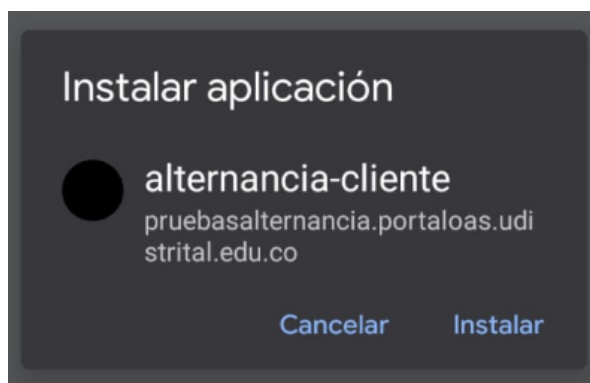 Instalar aplicación
alternancia-cliente
pruebasalternancia.portaloas.udi
strital.edu.co
Cancelar Instalar